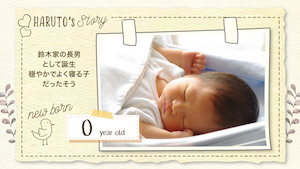 HARUTO's Story
鈴木家の長男
として誕生
穏やかでよく寝る子
だったそう
new born
0 year old